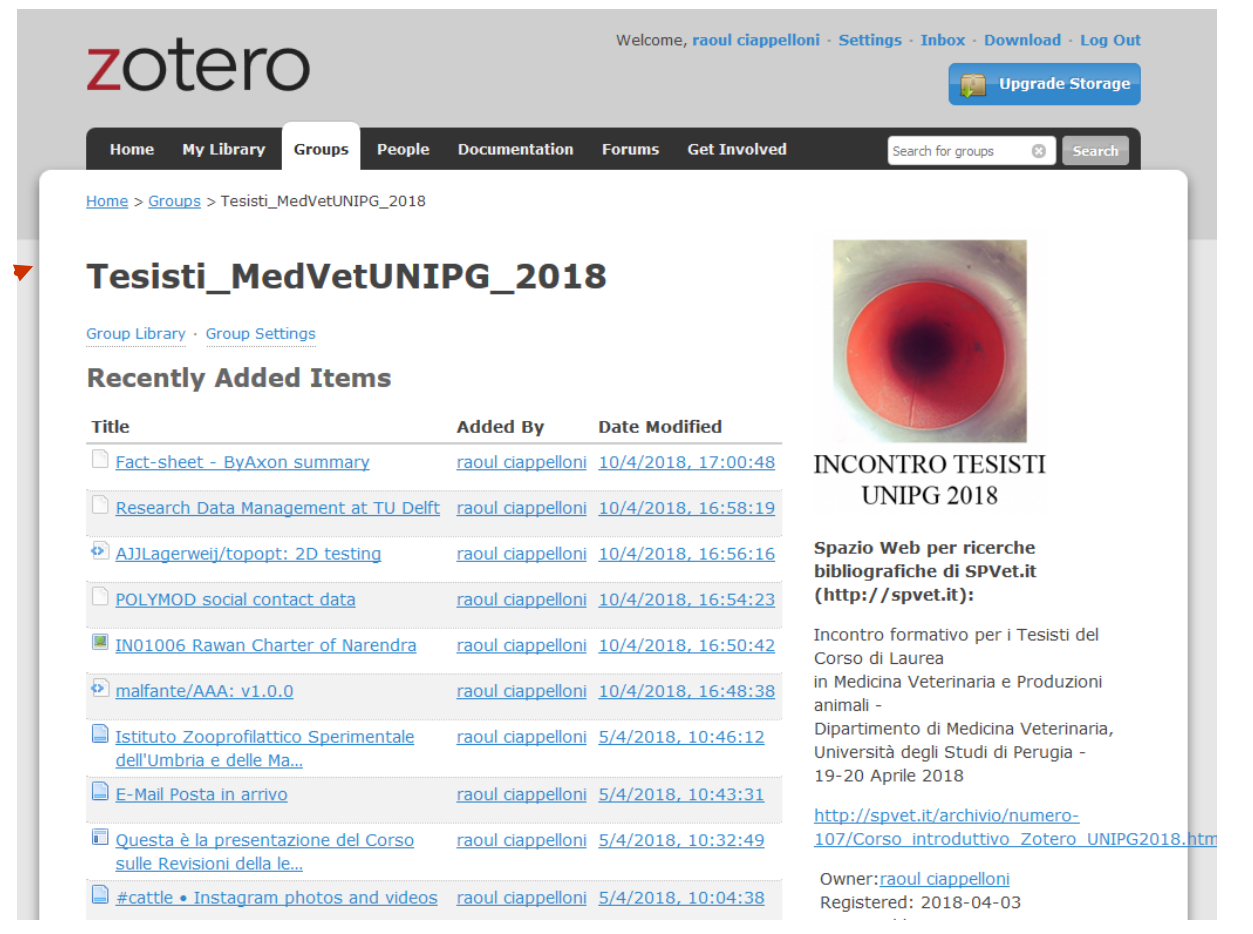 zotero
Welcome, raoul ciappelloni · Settings · Inbox · Download · Log Out
Upgrade Storage
Home My Library Groups People Documentation Forums Get Involved
Search for groups Search
Home > Groups > Tesisti_MedVetUNIPG_2018
Tesisti_MedVetUNIPG_2018
Group Library · Group Settings
Recently Added Items
Title Added By Date Modified
Fact-sheet - ByAxon summary raoul ciappelloni 10/4/2018, 17:00:48
Research Data Management at TU Delft raoul ciappelloni 10/4/2018, 16:58:19
AJJLagerweij/topopt: 2D testing raoul ciappelloni 10/4/2018, 16:56:16
POLYMOD social contact data raoul ciappelloni 10/4/2018, 16:54:23
IN01006 Rawan Charter of Narendra raoul ciappelloni 10/4/2018, 16:50:42
malfante/AAA: v1.0.0 raoul ciappelloni 10/4/2018, 16:48:38
Istituto Zooprofilattico Sperimentale raoul ciappelloni 5/4/2018, 10:46:12
dell'Umbria e delle Ma...
E-Mail Posta in arrivo raoul ciappelloni 5/4/2018, 10:43:31
Questa è la presentazione del Corso raoul ciappelloni 5/4/2018, 10:32:49
sulle Revisioni della le...
#cattle • Instagram photos and videos raoul ciappelloni 5/4/2018, 10:04:38
INCONTRO TESISTI
UNIPG 2018
Spazio Web per ricerche
bibliografiche di SPVet.it
(http://spvet.it):
Incontro formativo per i Tesisti del
Corso di Laurea
in Medicina Veterinaria e Produzioni
animali -
Dipartimento di Medicina Veterinaria,
Università degli Studi di Perugia -
19-20 Aprile 2018
http://spvet.it/archivio/numero-
107/Corso_introduttivo_Zotero_UNIPG2018.htm
Owner:raoul ciappelloni
Registered: 2018-04-03